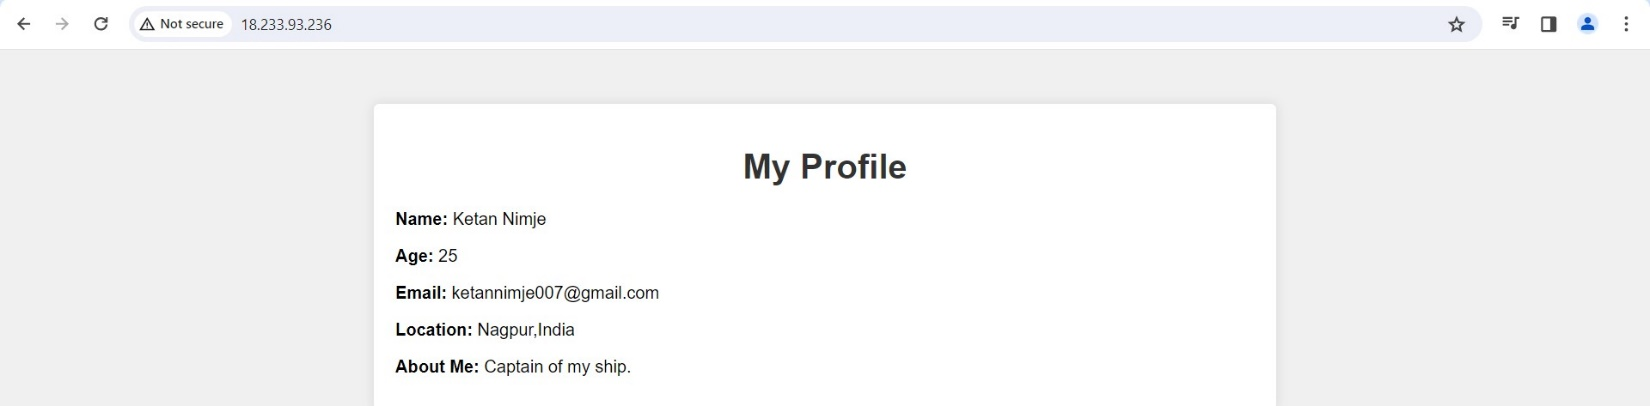 Not secure 18.233.93.236
My Profile
Name: Ketan Nimje
Age: 25
Email: ketannimje007@gmail.com
Location: Nagpur,India
About Me: Captain of my ship.